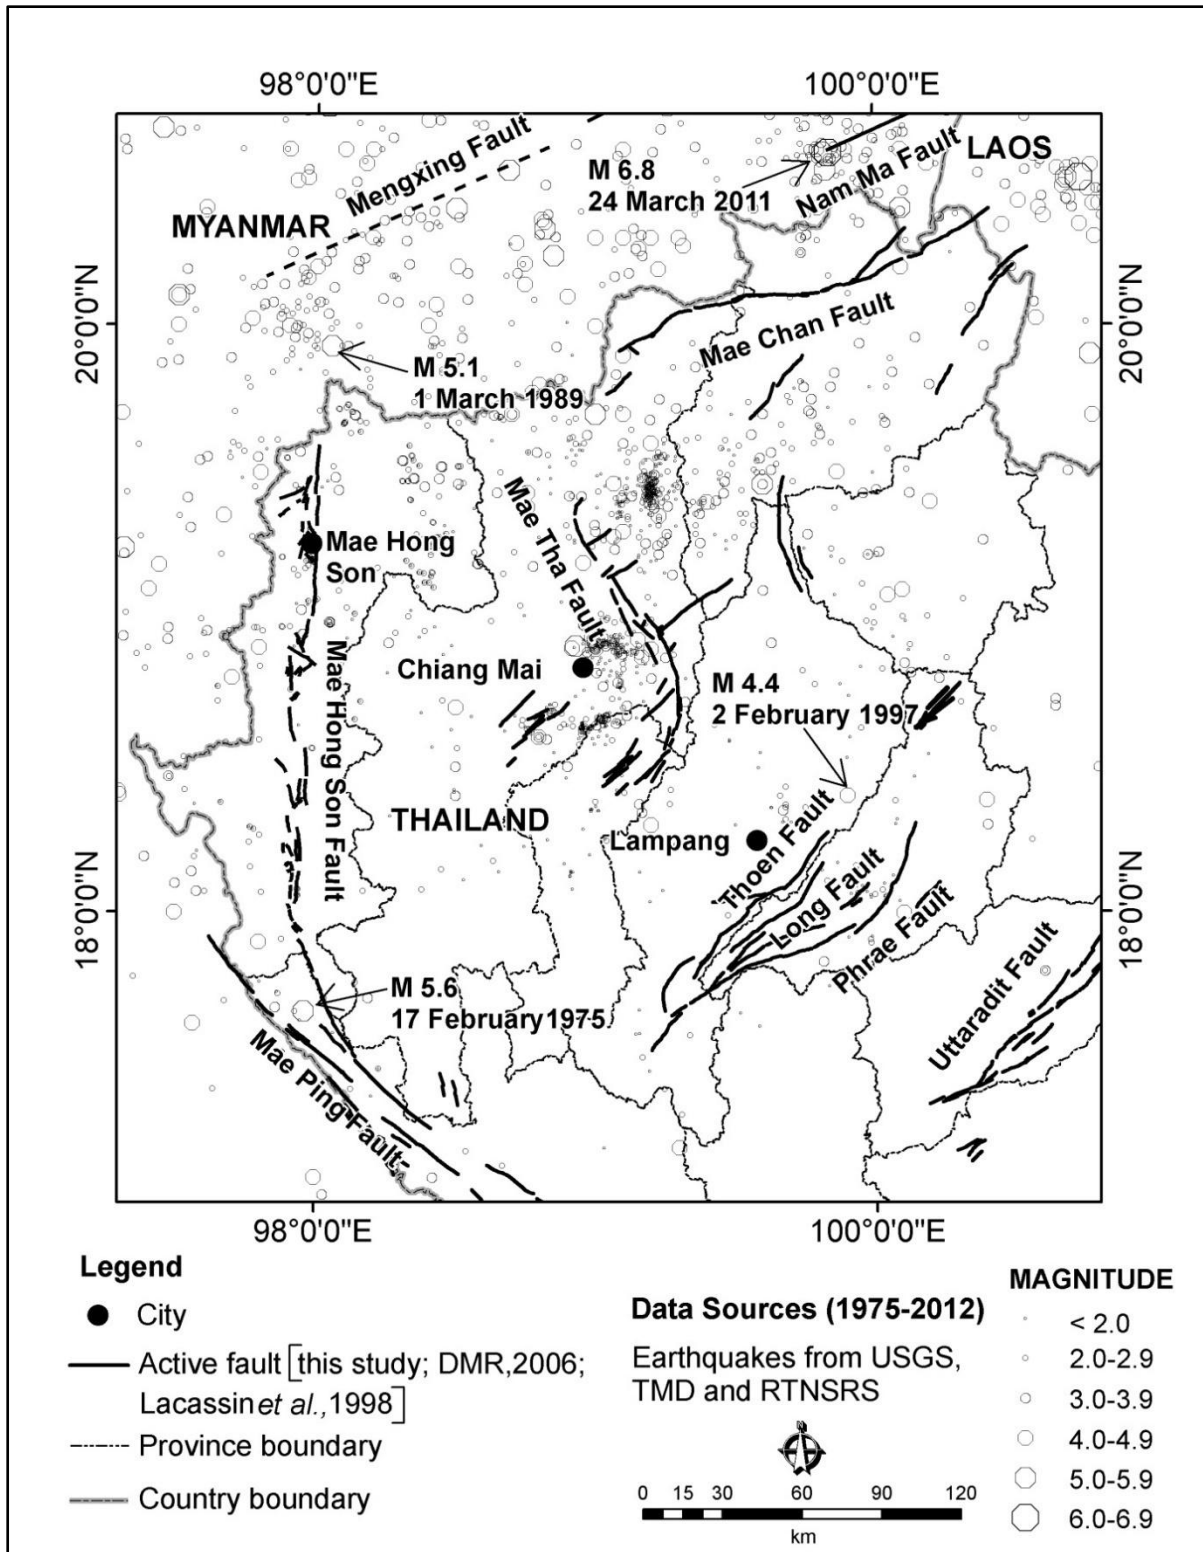 98°0'0"E
100°0'0"E
Mengxing Fault
MYANMAR
M 6.8
24 March 2011
Nam Ma Fault
LAOS
20°0'0"N
20°0'0"N
Mae Chan Fault
M 5.1
1 March 1989
Mae Hong
Son
Mae Tha Fault
Chiang Mai
Mae Hong Son Fault
M 4.4
2 February 1997
THAILAND
Lampang
Thoen Fault
Long Fault
Phrae Fault
18°0'0"N
18°0'0"N
Uttaradit Fault
M 5.6
17 February 1975
Mae Ping Fault
98°0'0"E
100°0'0"E
Legend
City
Active fault [this study; DMR,2006;
Lacassin et al.,1998]
Province boundary
Country boundary
Data Sources (1975-2012)
Earthquakes from USGS,
TMD and RTNSRS
N
0 15 30 60 90 120
km
MAGNITUDE
< 2.0
2.0-2.9
3.0-3.9
4.0-4.9
5.0-5.9
6.0-6.9